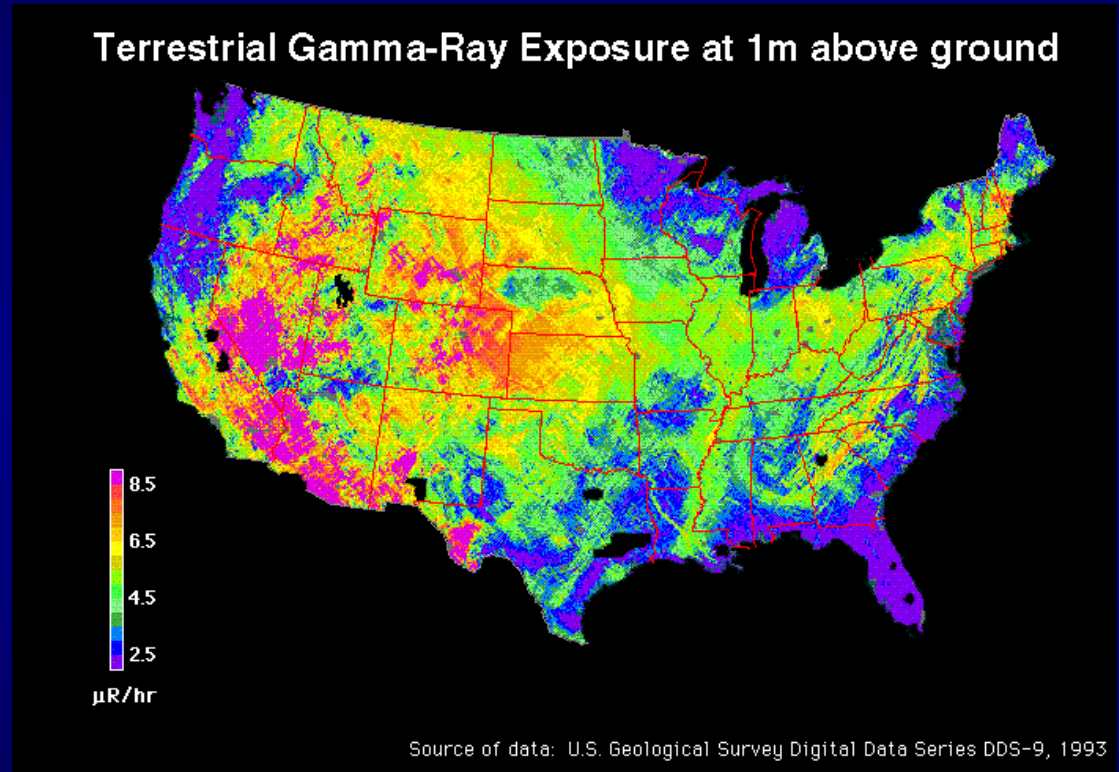 Terrestrial Gamma-Ray Exposure at 1m above ground
8.5
6.5
4.5
2.5
µR/hr
Source of data: U.S. Geological Survey Digital Data Series DDS-9, 1993